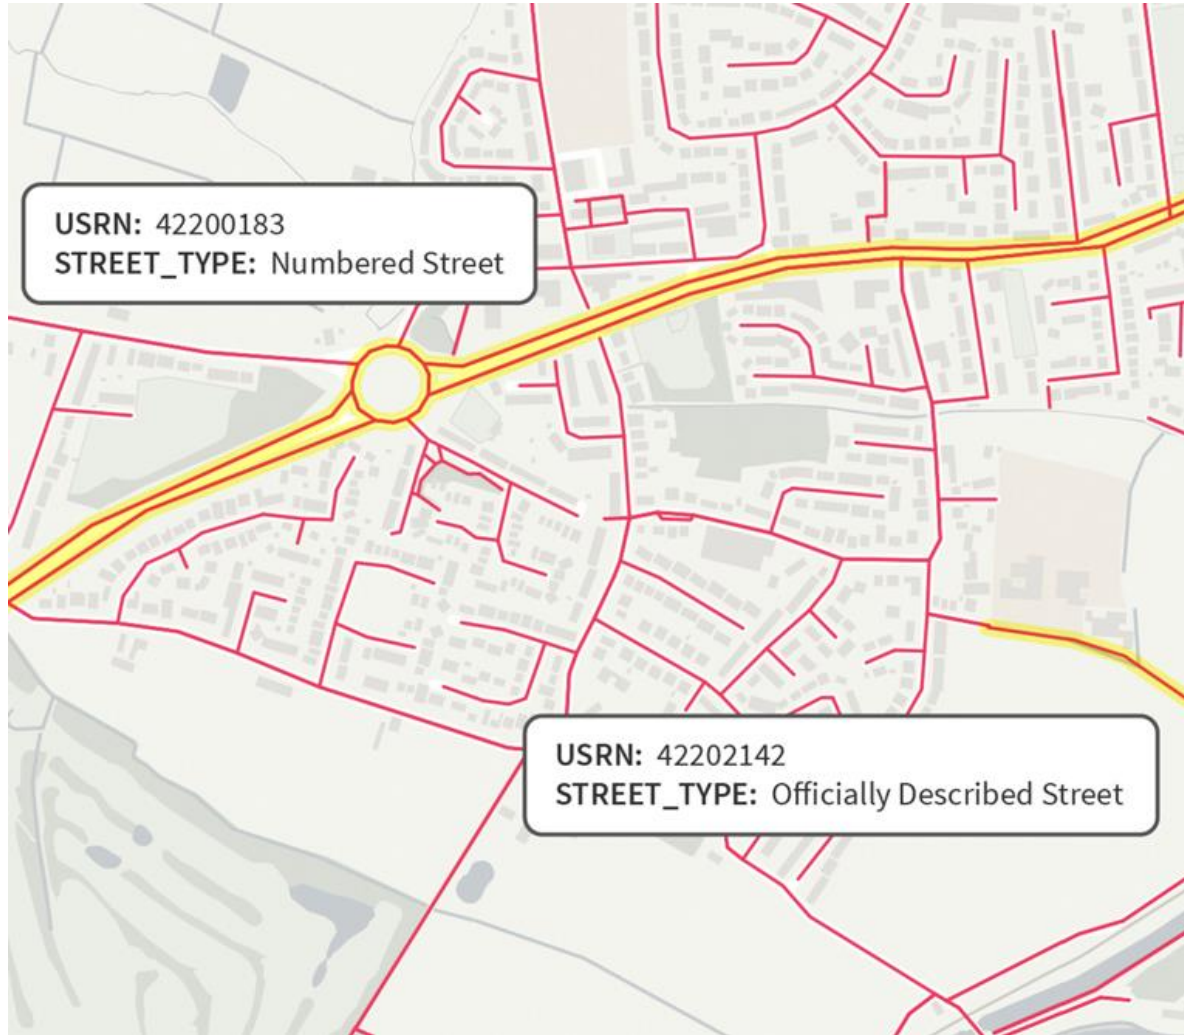 USRN: 42200183
STREET_TYPE: Numbered Street
USRN: 42202142
STREET_TYPE: Officially Described Street